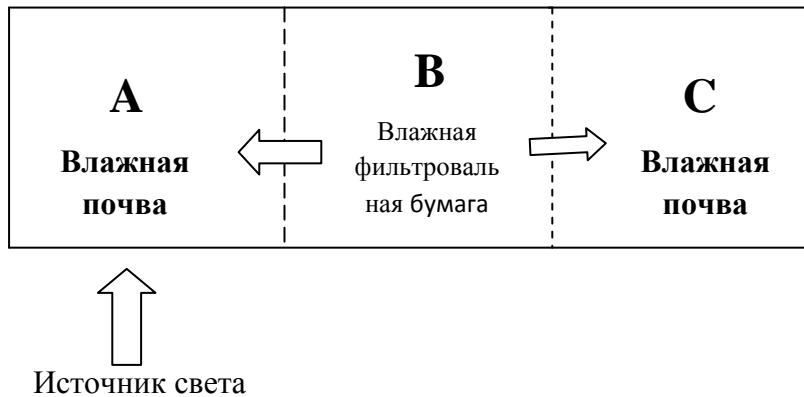 A
Влажная
почва
B
Влажная
фильтроваль
ная бумага
C
Влажная
почва
Источник света